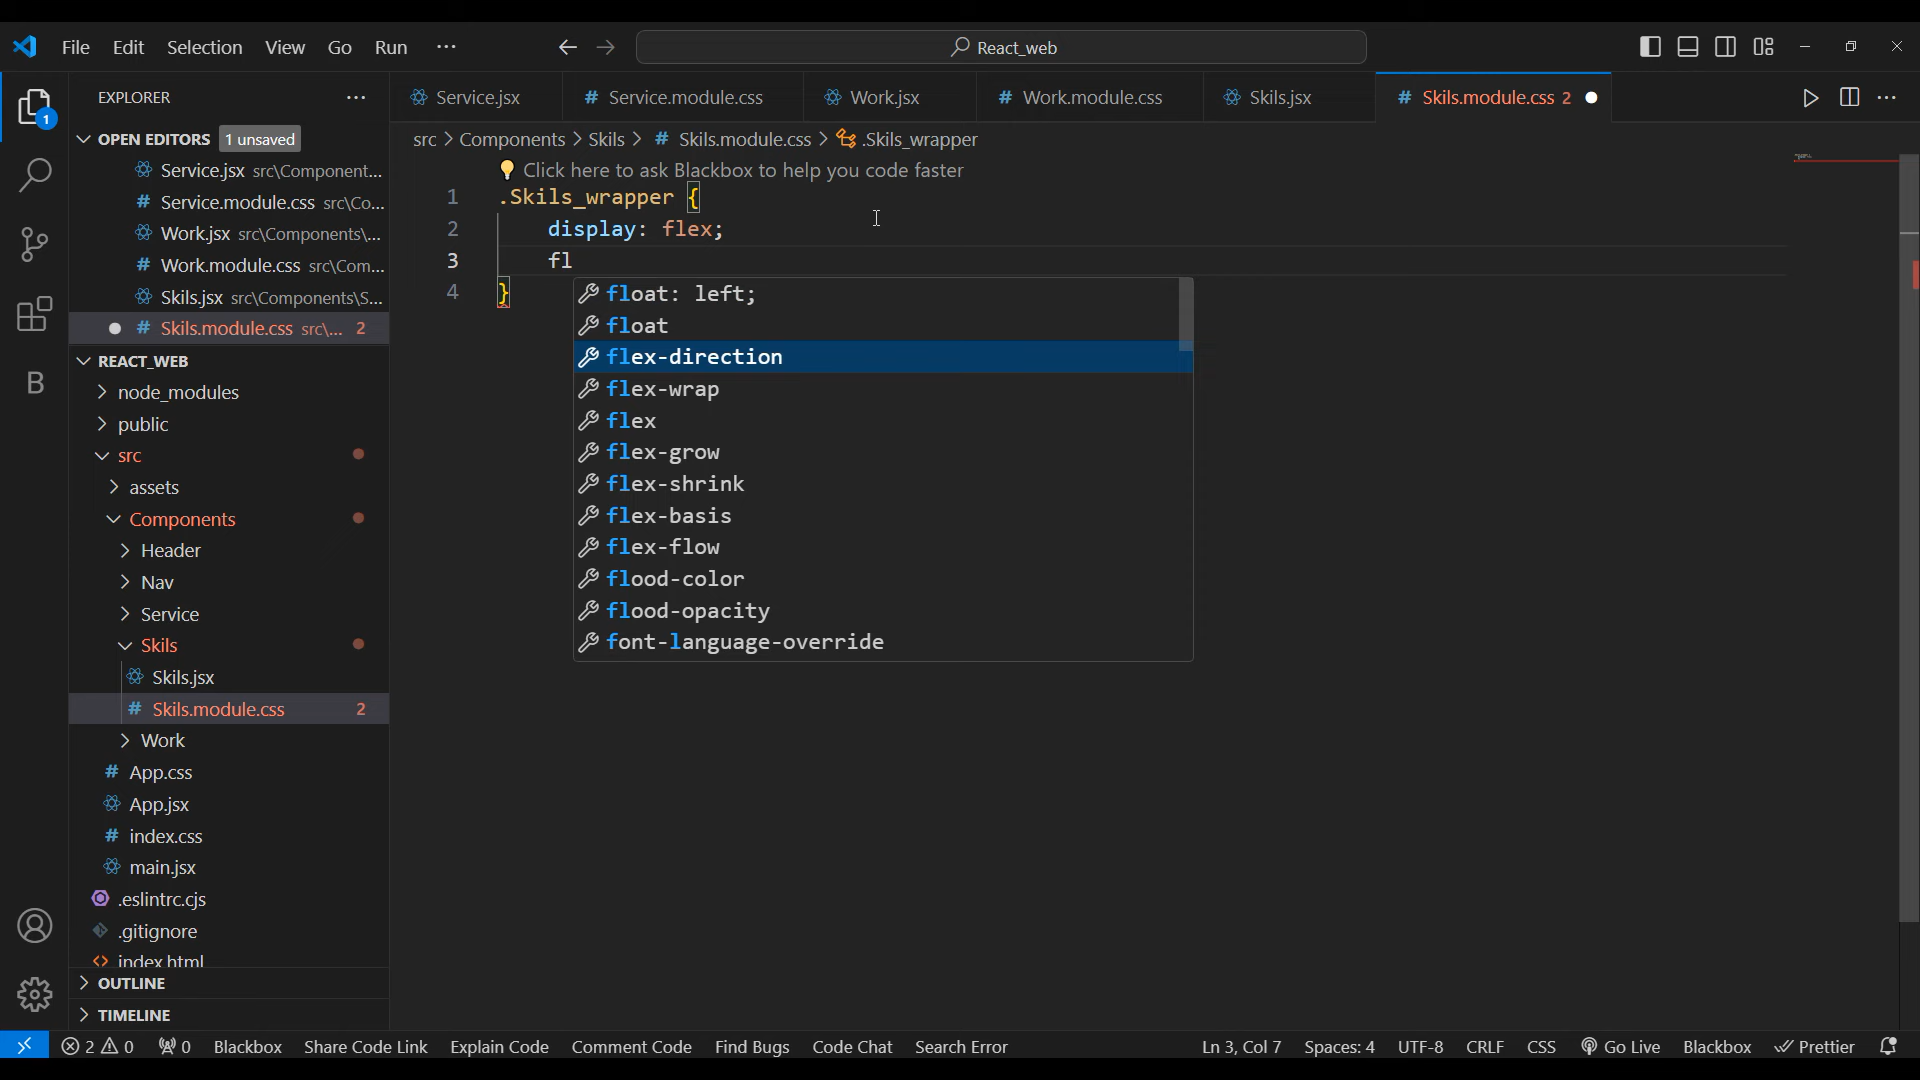 File Edit Selection View Go Run ··· React_web
EXPLORER ···
OPEN EDITORS 1 unsaved
Service.jsx src\Component...
Service.module.css src\Co...
Work.jsx src\Components\...
Work.module.css src\Com...
Skils.jsx src\Components\S...
Skils.module.css src\... 2
REACT_WEB
node_modules
public
src
assets
Components
Header
Nav
Service
Skils
Skils.jsx
Skils.module.css 2
Work
App.css
App.jsx
index.css
main.jsx
.eslintrc.cjs
.gitignore
index.html
OUTLINE
TIMELINE
1
B
Service.jsx # Service.module.css Work.jsx # Work.module.css Skils.jsx # Skils.module.css 2
src > Components > Skils > # Skils.module.css > .Skils_wrapper
Click here to ask Blackbox to help you code faster
1 .Skils_wrapper {
2 display: flex;
3 fl
4 }
float: left;
float
flex-direction
flex-wrap
flex
flex-grow
flex-shrink
flex-basis
flex-flow
flood-color
flood-opacity
font-language-override
2 0 0 Blackbox Share Code Link Explain Code Comment Code Find Bugs Code Chat Search Error Ln 3, Col 7 Spaces: 4 UTF-8 CRLF CSS Go Live Blackbox Prettier